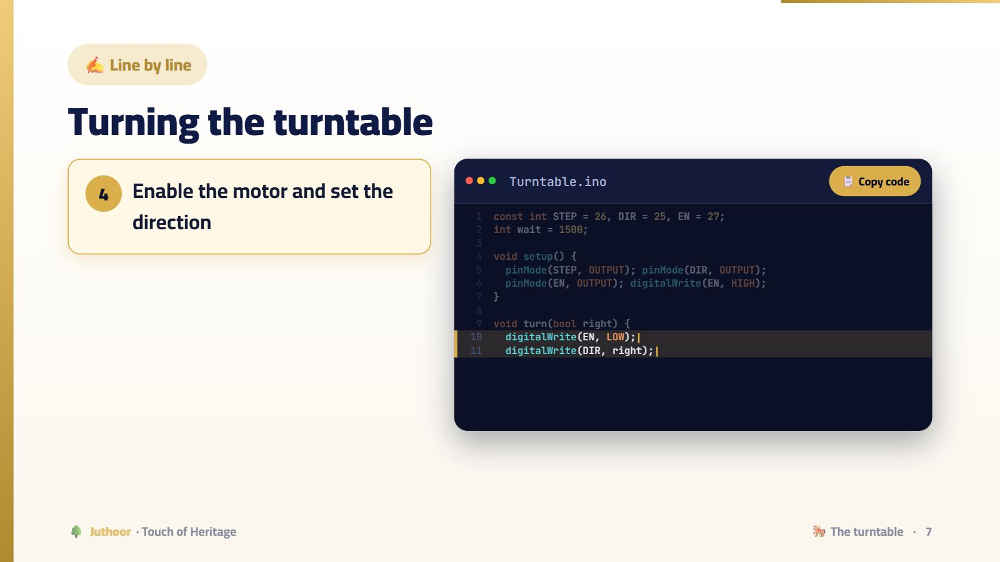 ✍️ Line by line
Turning the turntable
4 Enable the motor and set the
direction
Turntable.ino
📋 Copy code
1 const int STEP = 26, DIR = 25, EN = 27;
2 int wait = 1500;
3
4 void setup() {
5   pinMode(STEP, OUTPUT); pinMode(DIR, OUTPUT);
6   pinMode(EN, OUTPUT); digitalWrite(EN, HIGH);
7 }
8
9 void turn(bool right) {
10   digitalWrite(EN, LOW);|
11   digitalWrite(DIR, right);|
🌳 Juthoor · Touch of Heritage
🎠 The turntable · 7